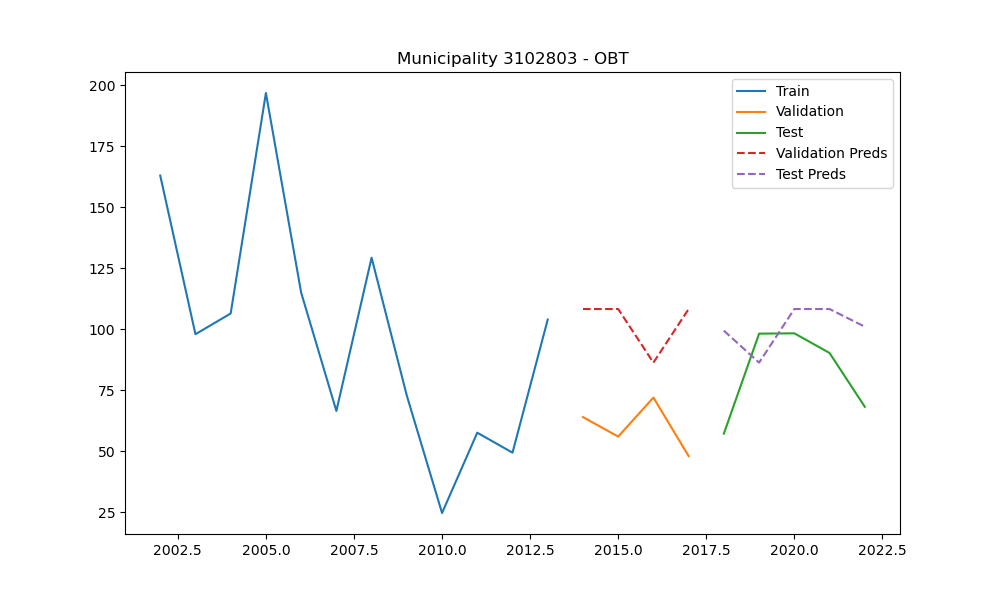 Municipality 3102803 - OBT
200
175
150
125
100
75
50
25
Train
Validation
Test
Validation Preds
Test Preds
2002.5 2005.0 2007.5 2010.0 2012.5 2015.0 2017.5 2020.0 2022.5